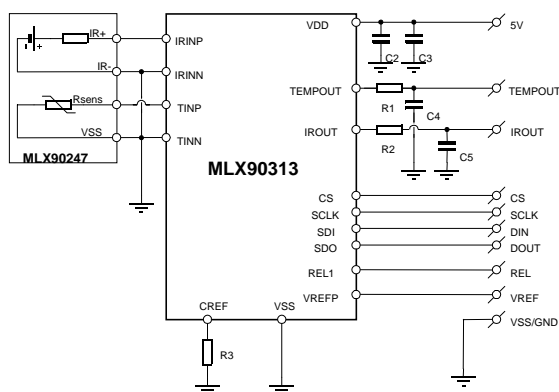 VDD
5V
IR+
IRINP
C2
C3
IR-
IRINN
TEMPOUT
TEMPOUT
Rsens
TINP
R1
C4
VSS
TINN
IROUT
IROUT
R2
C5
MLX90247
MLX90313
CS
CS
SCLK
SCLK
SDI
DIN
SDO
DOUT
REL1
REL
VREFP
VREF
CREF
VSS
VSS/GND
R3